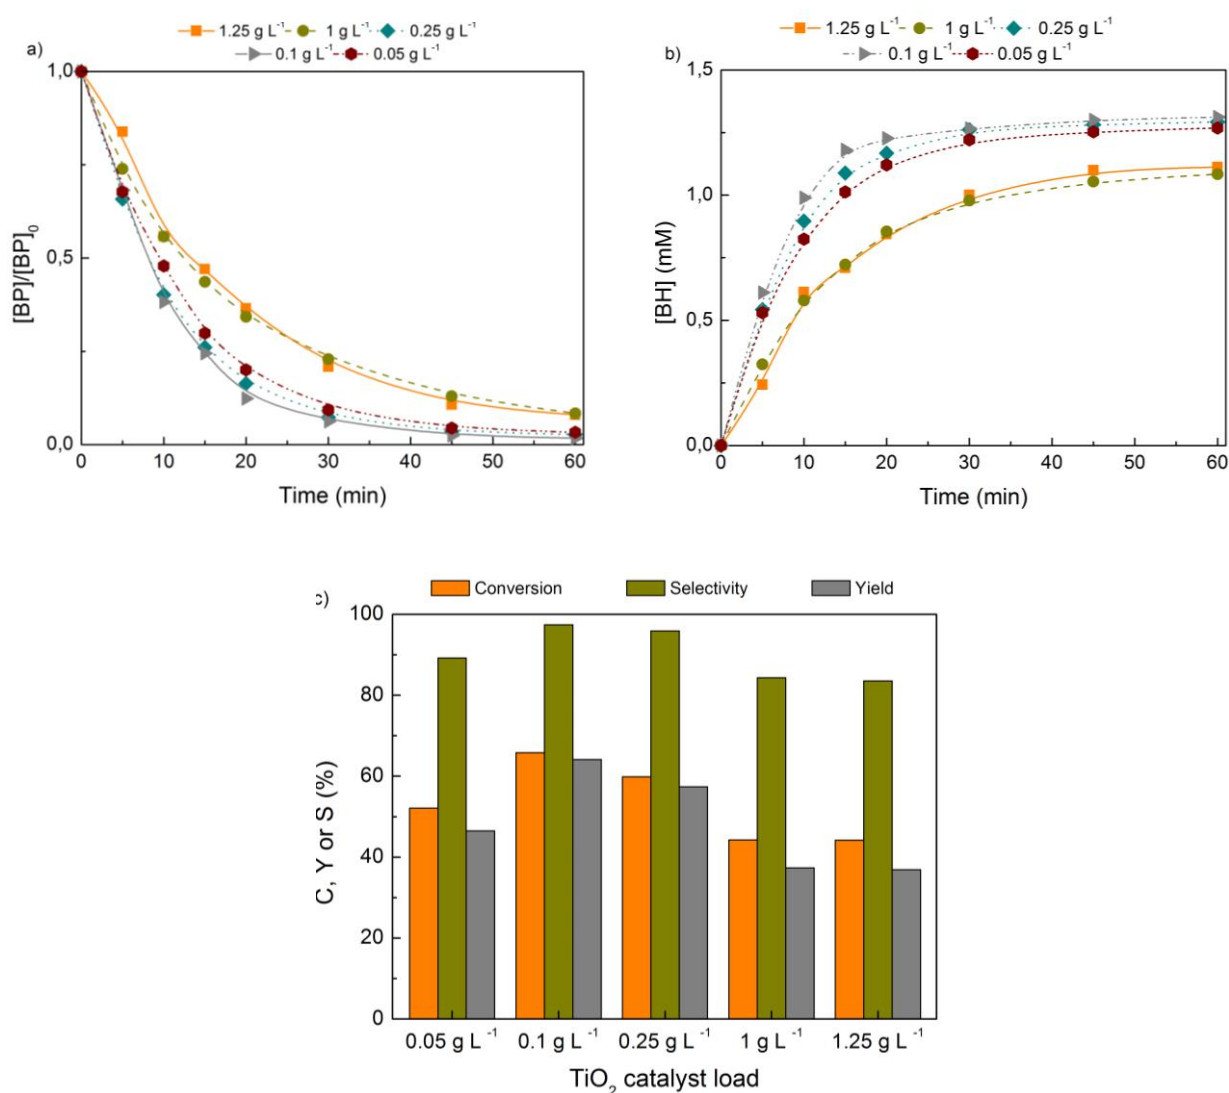 a)
1.25 g L⁻¹ 1 g L⁻¹ 0.25 g L⁻¹
0.1 g L⁻¹ 0.05 g L⁻¹
1,0
0,5
0,0
[BP]/[BP]₀
0 10 20 30 40 50 60
Time (min)
b)
1.25 g L⁻¹ 1 g L⁻¹ 0.25 g L⁻¹
0.1 g L⁻¹ 0.05 g L⁻¹
1,5
1,0
0,5
0,0
[BH] (mM)
0 10 20 30 40 50 60
Time (min)
c)
Conversion Selectivity Yield
100
80
60
40
20
0
C, Y or S (%)
0.05 g L⁻¹ 0.1 g L⁻¹ 0.25 g L⁻¹ 1 g L⁻¹ 1.25 g L⁻¹
TiO₂ catalyst load